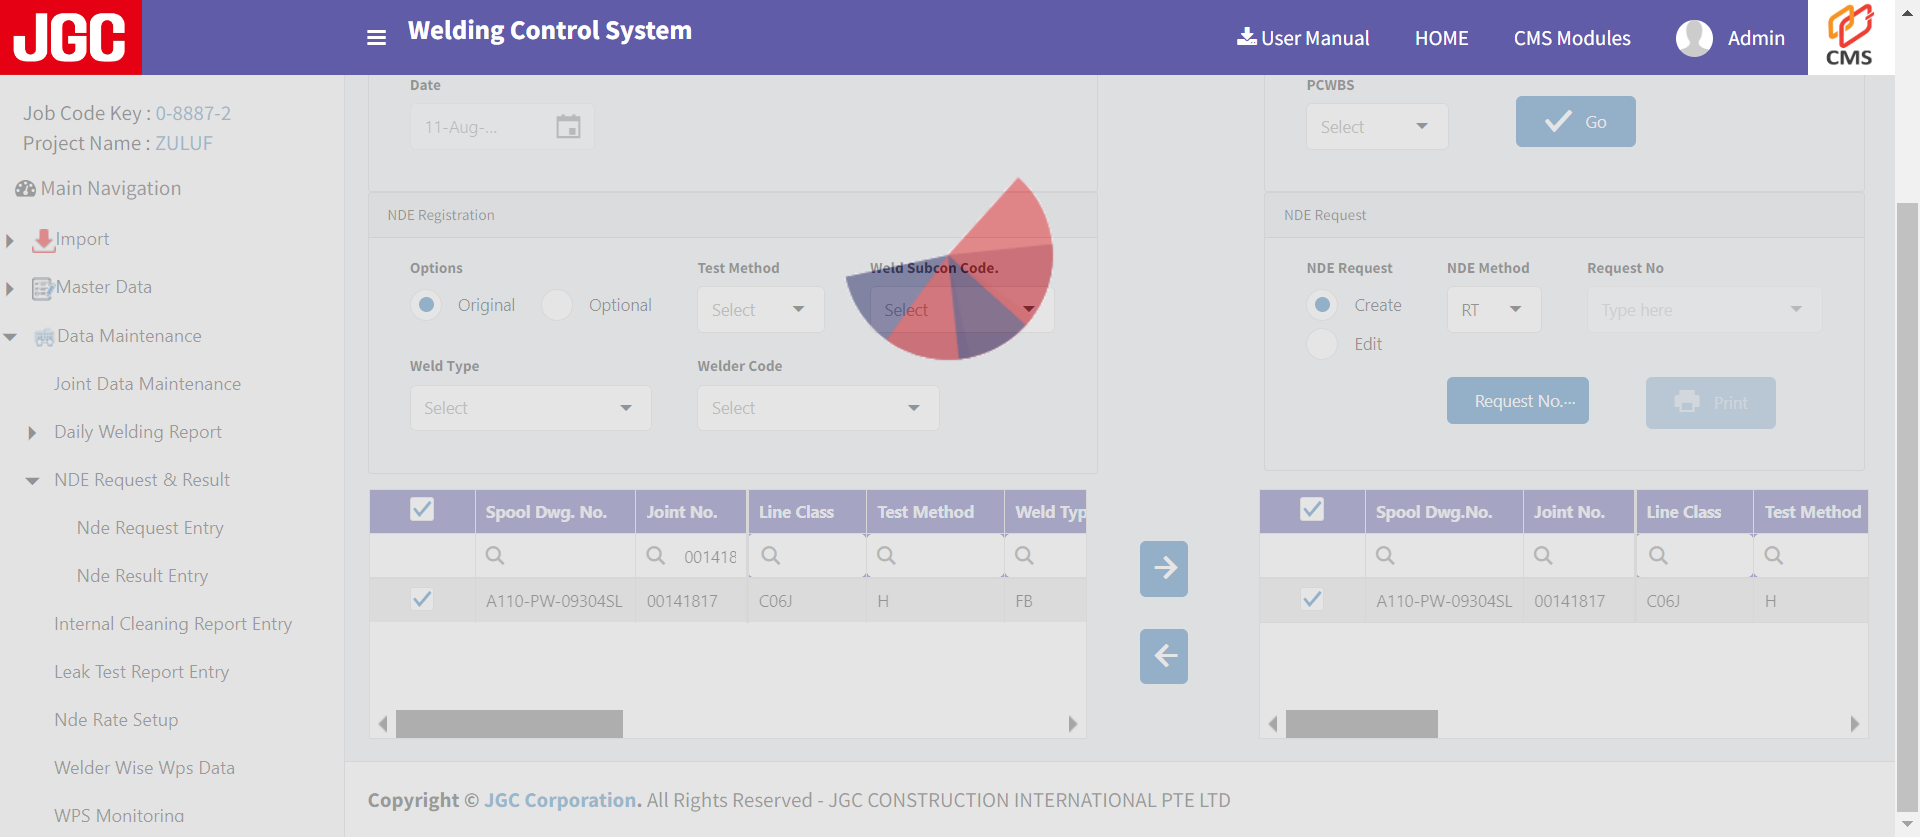 JGC
Welding Control System
User Manual
HOME
CMS Modules
Admin
CMS
Job Code Key : 0-8887-2
Project Name : ZULUF
Main Navigation
Import
Master Data
Data Maintenance
Joint Data Maintenance
Daily Welding Report
NDE Request & Result
Nde Request Entry
Nde Result Entry
Internal Cleaning Report Entry
Leak Test Report Entry
Nde Rate Setup
Welder Wise Wps Data
WPS Monitoring
Date
11-Aug-...
PCWBS
Select
Go
NDE Registration
Options
Original
Optional
Test Method
Select
Weld Subcon Code.
Select
Weld Type
Select
Welder Code
Select
NDE Request
NDE Request
Create
Edit
NDE Method
RT
Request No
Type here
Request No....
Print
Spool Dwg. No. Joint No. Line Class Test Method Weld Typ
001418
A110-PW-09304SL 00141817 C06J H FB
Spool Dwg.No. Joint No. Line Class Test Method
A110-PW-09304SL 00141817 C06J H
Copyright © JGC Corporation. All Rights Reserved - JGC CONSTRUCTION INTERNATIONAL PTE LTD